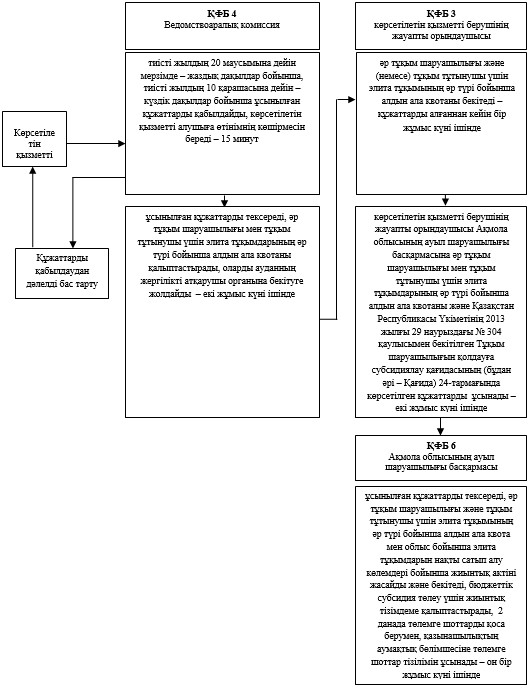 ҚФБ 4
Ведомствоаралық комиссия
тиісті жылдың 20 маусымына дейін
мерзімде – жаздық дақылдар бойынша,
тиісті жылдың 10 қарашасына дейін –
күздік дақылдар бойынша ұсынылған
құжаттарды қабылдайды, көрсетілетін
қызметті алушыға өтінімнің көшірмесін
береді – 15 минут
Көрсетіле
тін
қызметті
Құжаттарды
қабылдаудан
дәлелді бас тарту
ұсынылған құжаттарды тексереді, әр
тұқым шаруашылығы мен тұқым
тұтынушы үшін элита тұқымдарының әр
түрі бойынша алдын ала квотаны
қалыптастырады, оларды ауданның
жергілікті атқарушы органына бекітуге
жолдайды – екі жұмыс күні ішінде
ҚФБ 3
көрсетілетін қызметті берушінің
жауапты орындаушысы
әр тұқым шаруашылығы және
(немесе) тұқым тұтынушы үшін
элита тұқымының әр түрі бойынша
алдын ала квотаны бекітеді –
құжаттарды алғаннан кейін бір
жұмыс күні ішінде
көрсетілетін қызметті берушінің
жауапты орындаушысы Ақмола
облысының ауыл шаруашылығы
басқармасына әр тұқым
шаруашылығы мен тұқым
тұтынушы үшін элита
тұқымдарының әр түрі бойынша
алдын ала квотаны және Қазақстан
Республикасы Үкіметінің 2013
жылғы 29 наурыздағы № 304
қаулысымен бекітілген Тұқым
шаруашылығын қолдауға
субсидиялау қағидасының (бұдан
әрі – Қағида) 24-тармағында
көрсетілген құжаттарды ұсынады –
екі жұмыс күні ішінде
ҚФБ 6
Ақмола облысының ауыл
шаруашылығы басқармасы
ұсынылған құжаттарды тексереді, әр
тұқым шаруашылығы және тұқым
тұтынушы үшін элита тұқымының
әр түрі бойынша алдын ала квота
мен облыс бойынша элита
тұқымдарын нақты сатып алу
көлемдері бойынша жиынтық актіні
жасайды және бекітеді, бюджеттік
субсидия төлеу үшін жиынтық
тізімдеме қалыптастырады, 2
данада төлемге шоттарды қоса
берумен, қазынашылықтың
аумақтық бөлімшесіне төлемге
шоттар тізілімін ұсынады – он бір
жұмыс күні ішінде